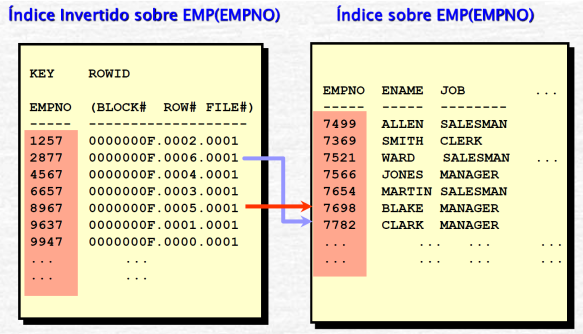 Índice Invertido sobre EMP(EMPNO)
KEY ROWID
EMPNO (BLOCK# ROW# FILE#)
----- -------------------
1257 0000000F.0002.0001
2877 0000000F.0006.0001
4567 0000000F.0004.0001
6657 0000000F.0003.0001
8967 0000000F.0005.0001
9637 0000000F.0001.0001
9947 0000000F.0000.0001
... ...
... ...
Índice sobre EMP(EMPNO)
EMPNO ENAME JOB ...
----- ----- --------
7499 ALLEN SALESMAN
7369 SMITH CLERK
7521 WARD SALESMAN ...
7566 JONES MANAGER
7654 MARTIN SALESMAN
7698 BLAKE MANAGER
7782 CLARK MANAGER
... ... ... ...
... ... ... ...